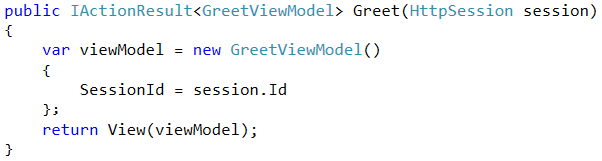 public IActionResult<GreetViewModel> Greet(HttpSession session)
{
    var viewModel = new GreetViewModel()
    {
        SessionId = session.Id
    };
    return View(viewModel);
}